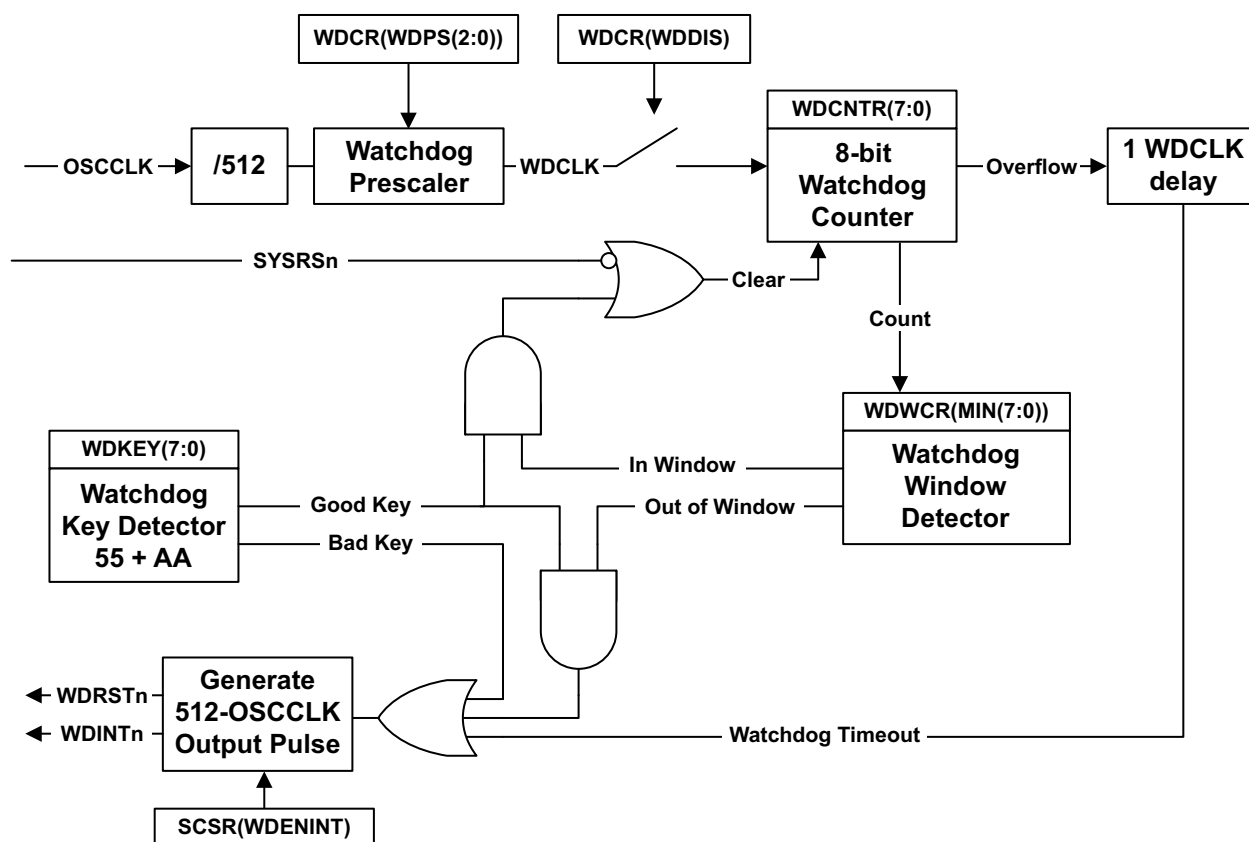 WDCR(WDPS(2:0))
WDCR(WDDIS)
WDCNTR(7:0)
OSCCLK
/512
Watchdog
Prescaler
WDCLK
8-bit
Watchdog
Counter
Overflow
1 WDCLK
delay
SYSRSn
Clear
Count
WDWCR(MIN(7:0))
WDKEY(7:0)
Watchdog
Key Detector
55 + AA
Good Key
Bad Key
In Window
Out of Window
Watchdog
Window
Detector
WDRSTn
WDINTn
Generate
512-OSCCLK
Output Pulse
Watchdog Timeout
SCSR(WDENINT)